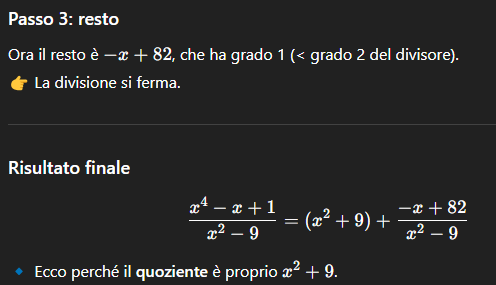 Passo 3: resto
Ora il resto è −x + 82, che ha grado 1 (< grado 2 del divisore).
👉 La divisione si ferma.
Risultato finale
\frac{x^4 − x + 1}{x^2 − 9} = (x^2 + 9) + \frac{−x + 82}{x^2 − 9}
🔹 Ecco perché il quoziente è proprio x^2 + 9.